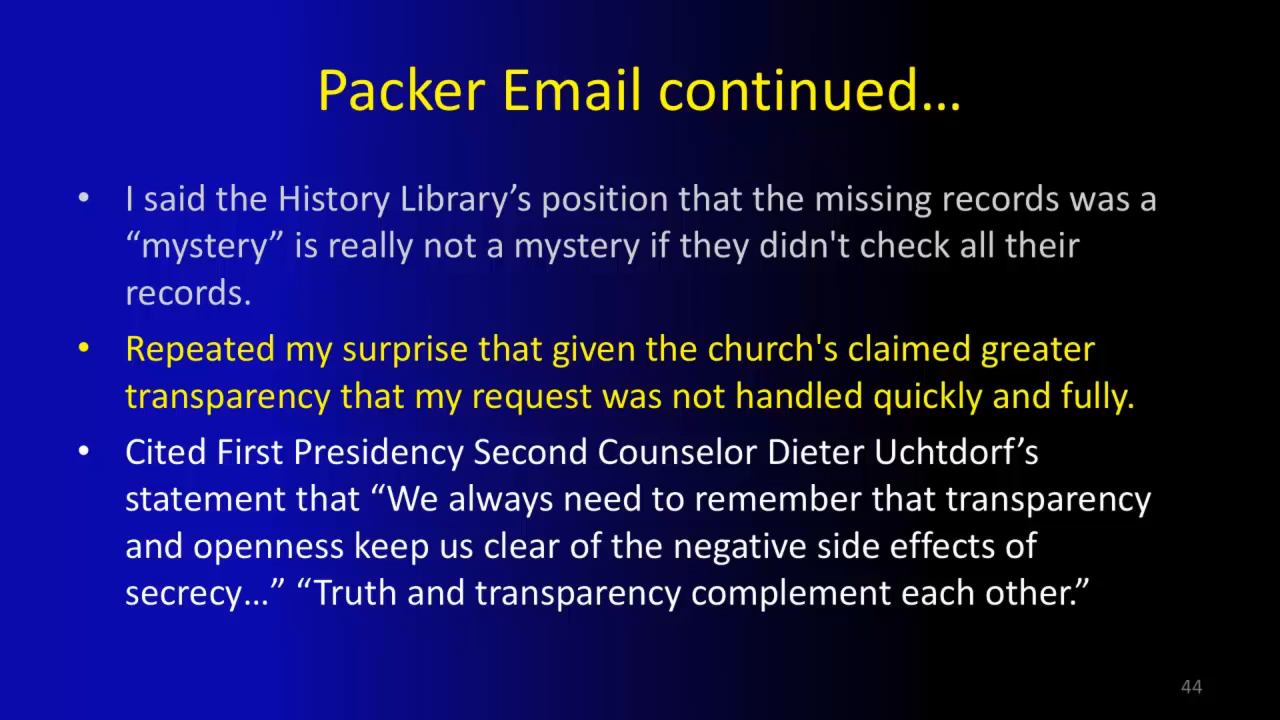 Packer Email continued…
• I said the History Library’s position that the missing records was a
“mystery” is really not a mystery if they didn't check all their
records.
• Repeated my surprise that given the church's claimed greater
transparency that my request was not handled quickly and fully.
• Cited First Presidency Second Counselor Dieter Uchtdorf’s
statement that “We always need to remember that transparency
and openness keep us clear of the negative side effects of
secrecy…” “Truth and transparency complement each other.”
44